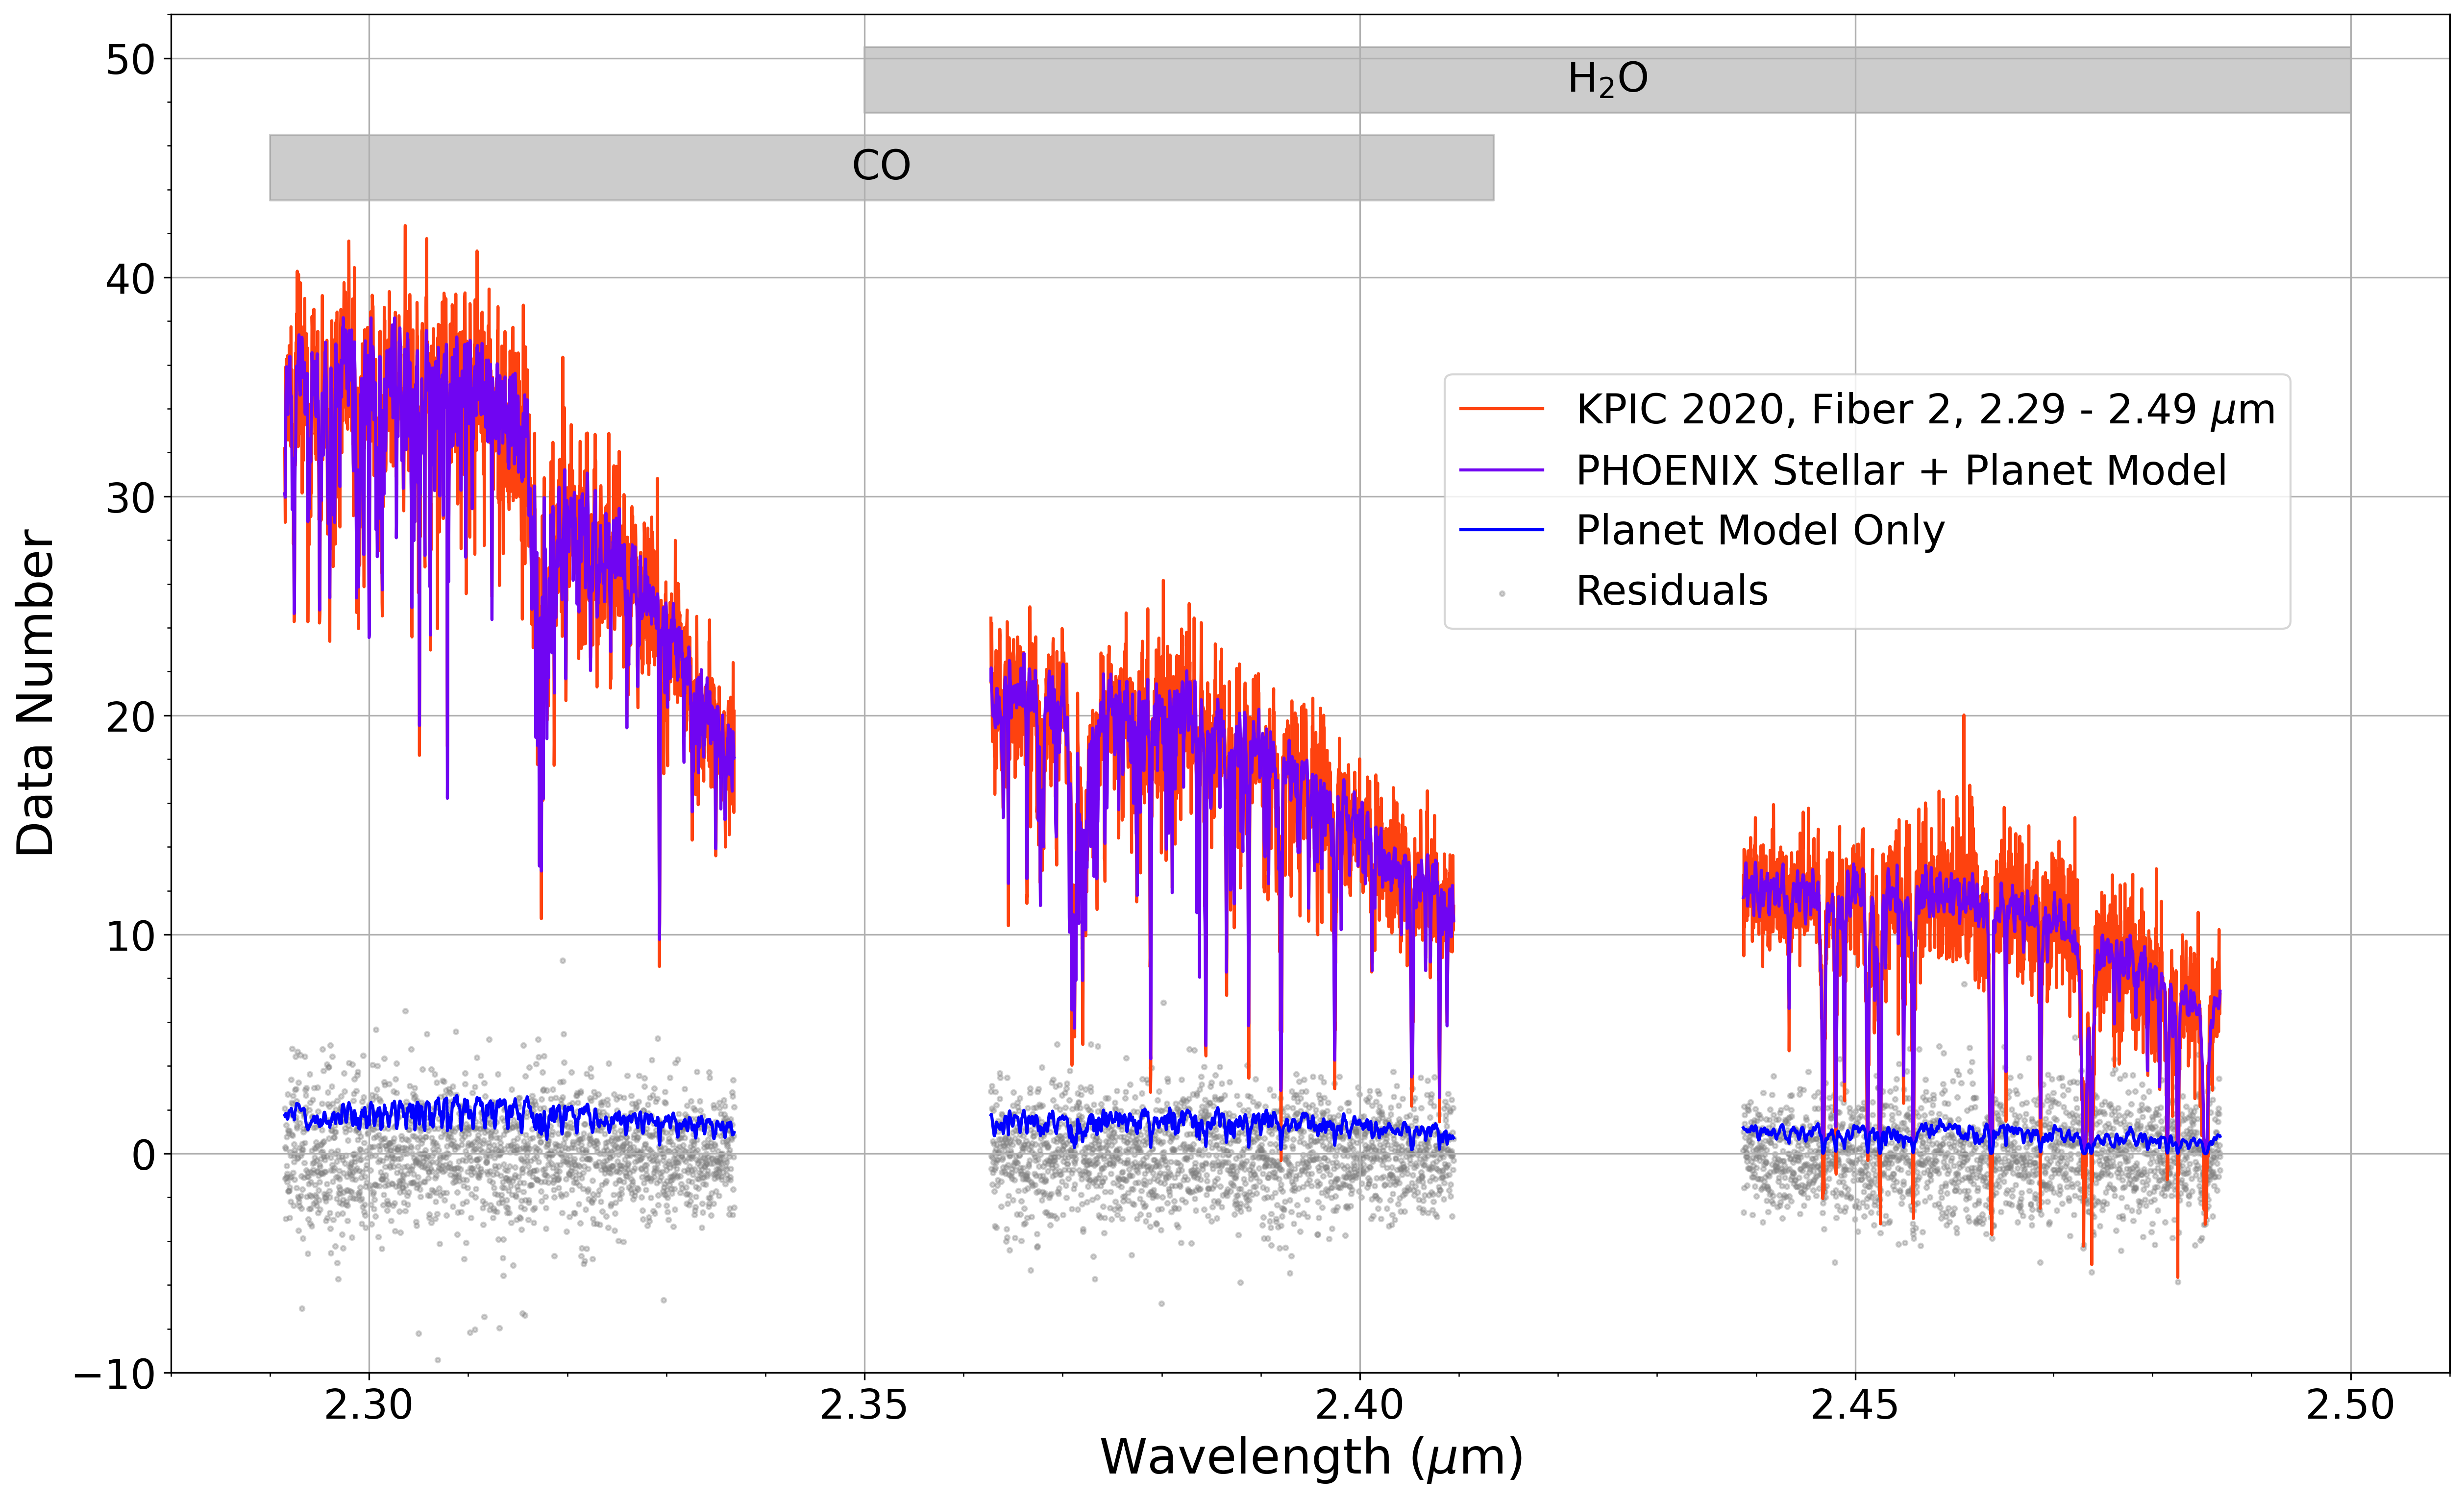 50
H₂O
CO
40
KPIC 2020, Fiber 2, 2.29 - 2.49 μm
PHOENIX Stellar + Planet Model
Planet Model Only
Residuals
30
20
10
0
−10
Data Number
2.30 2.35 2.40 2.45 2.50
Wavelength (μm)